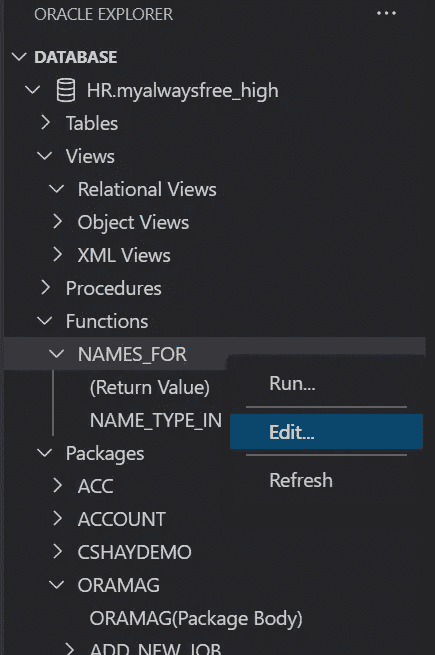 ORACLE EXPLORER
DATABASE
HR.myalwaysfree_high
Tables
Views
Relational Views
Object Views
XML Views
Procedures
Functions
NAMES_FOR
Run...
(Return Value)
NAME_TYPE_IN
Edit...
Packages
Refresh
ACC
ACCOUNT
CSHAYDEMO
ORAMAG
ORAMAG(Package Body)
ADD_NEW_JOB